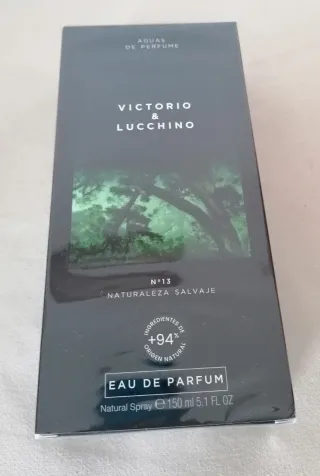 AGUAS
DE PERFUME
VICTORIO
&
LUCCHINO
Nº13
NATURALEZA SALVAJE
INGREDIENTES DE
+94%
ORIGEN NATURAL
EAU DE PARFUM
Natural Spray ℮ 150 ml 5.1 FL OZ